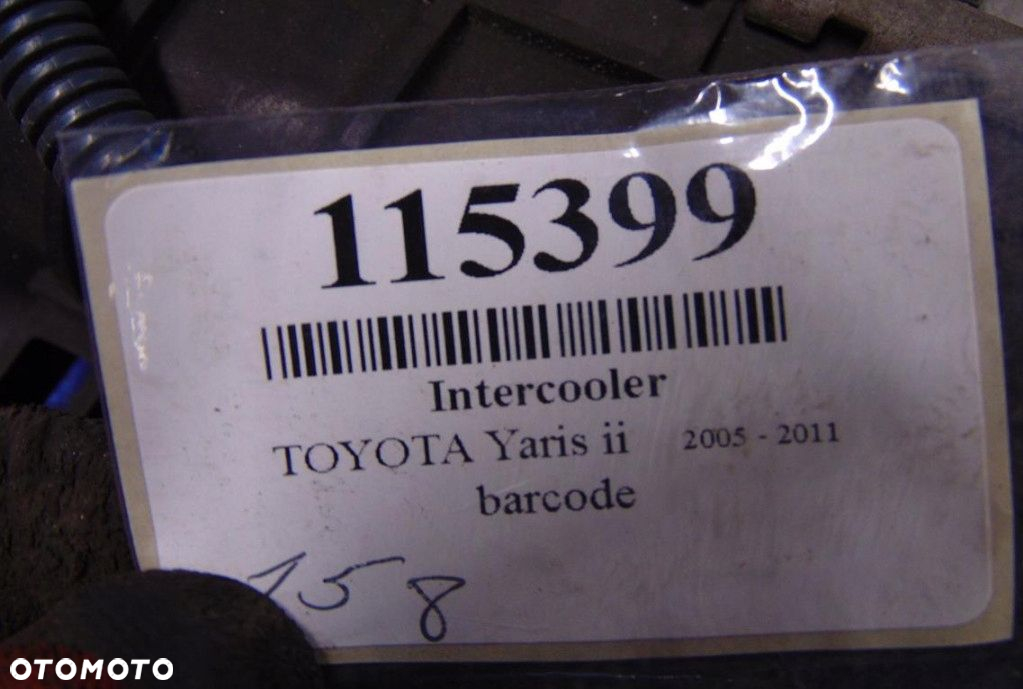 115399
Intercooler
TOYOTA Yaris ii 2005 - 2011
barcode
158
OTOMOTO